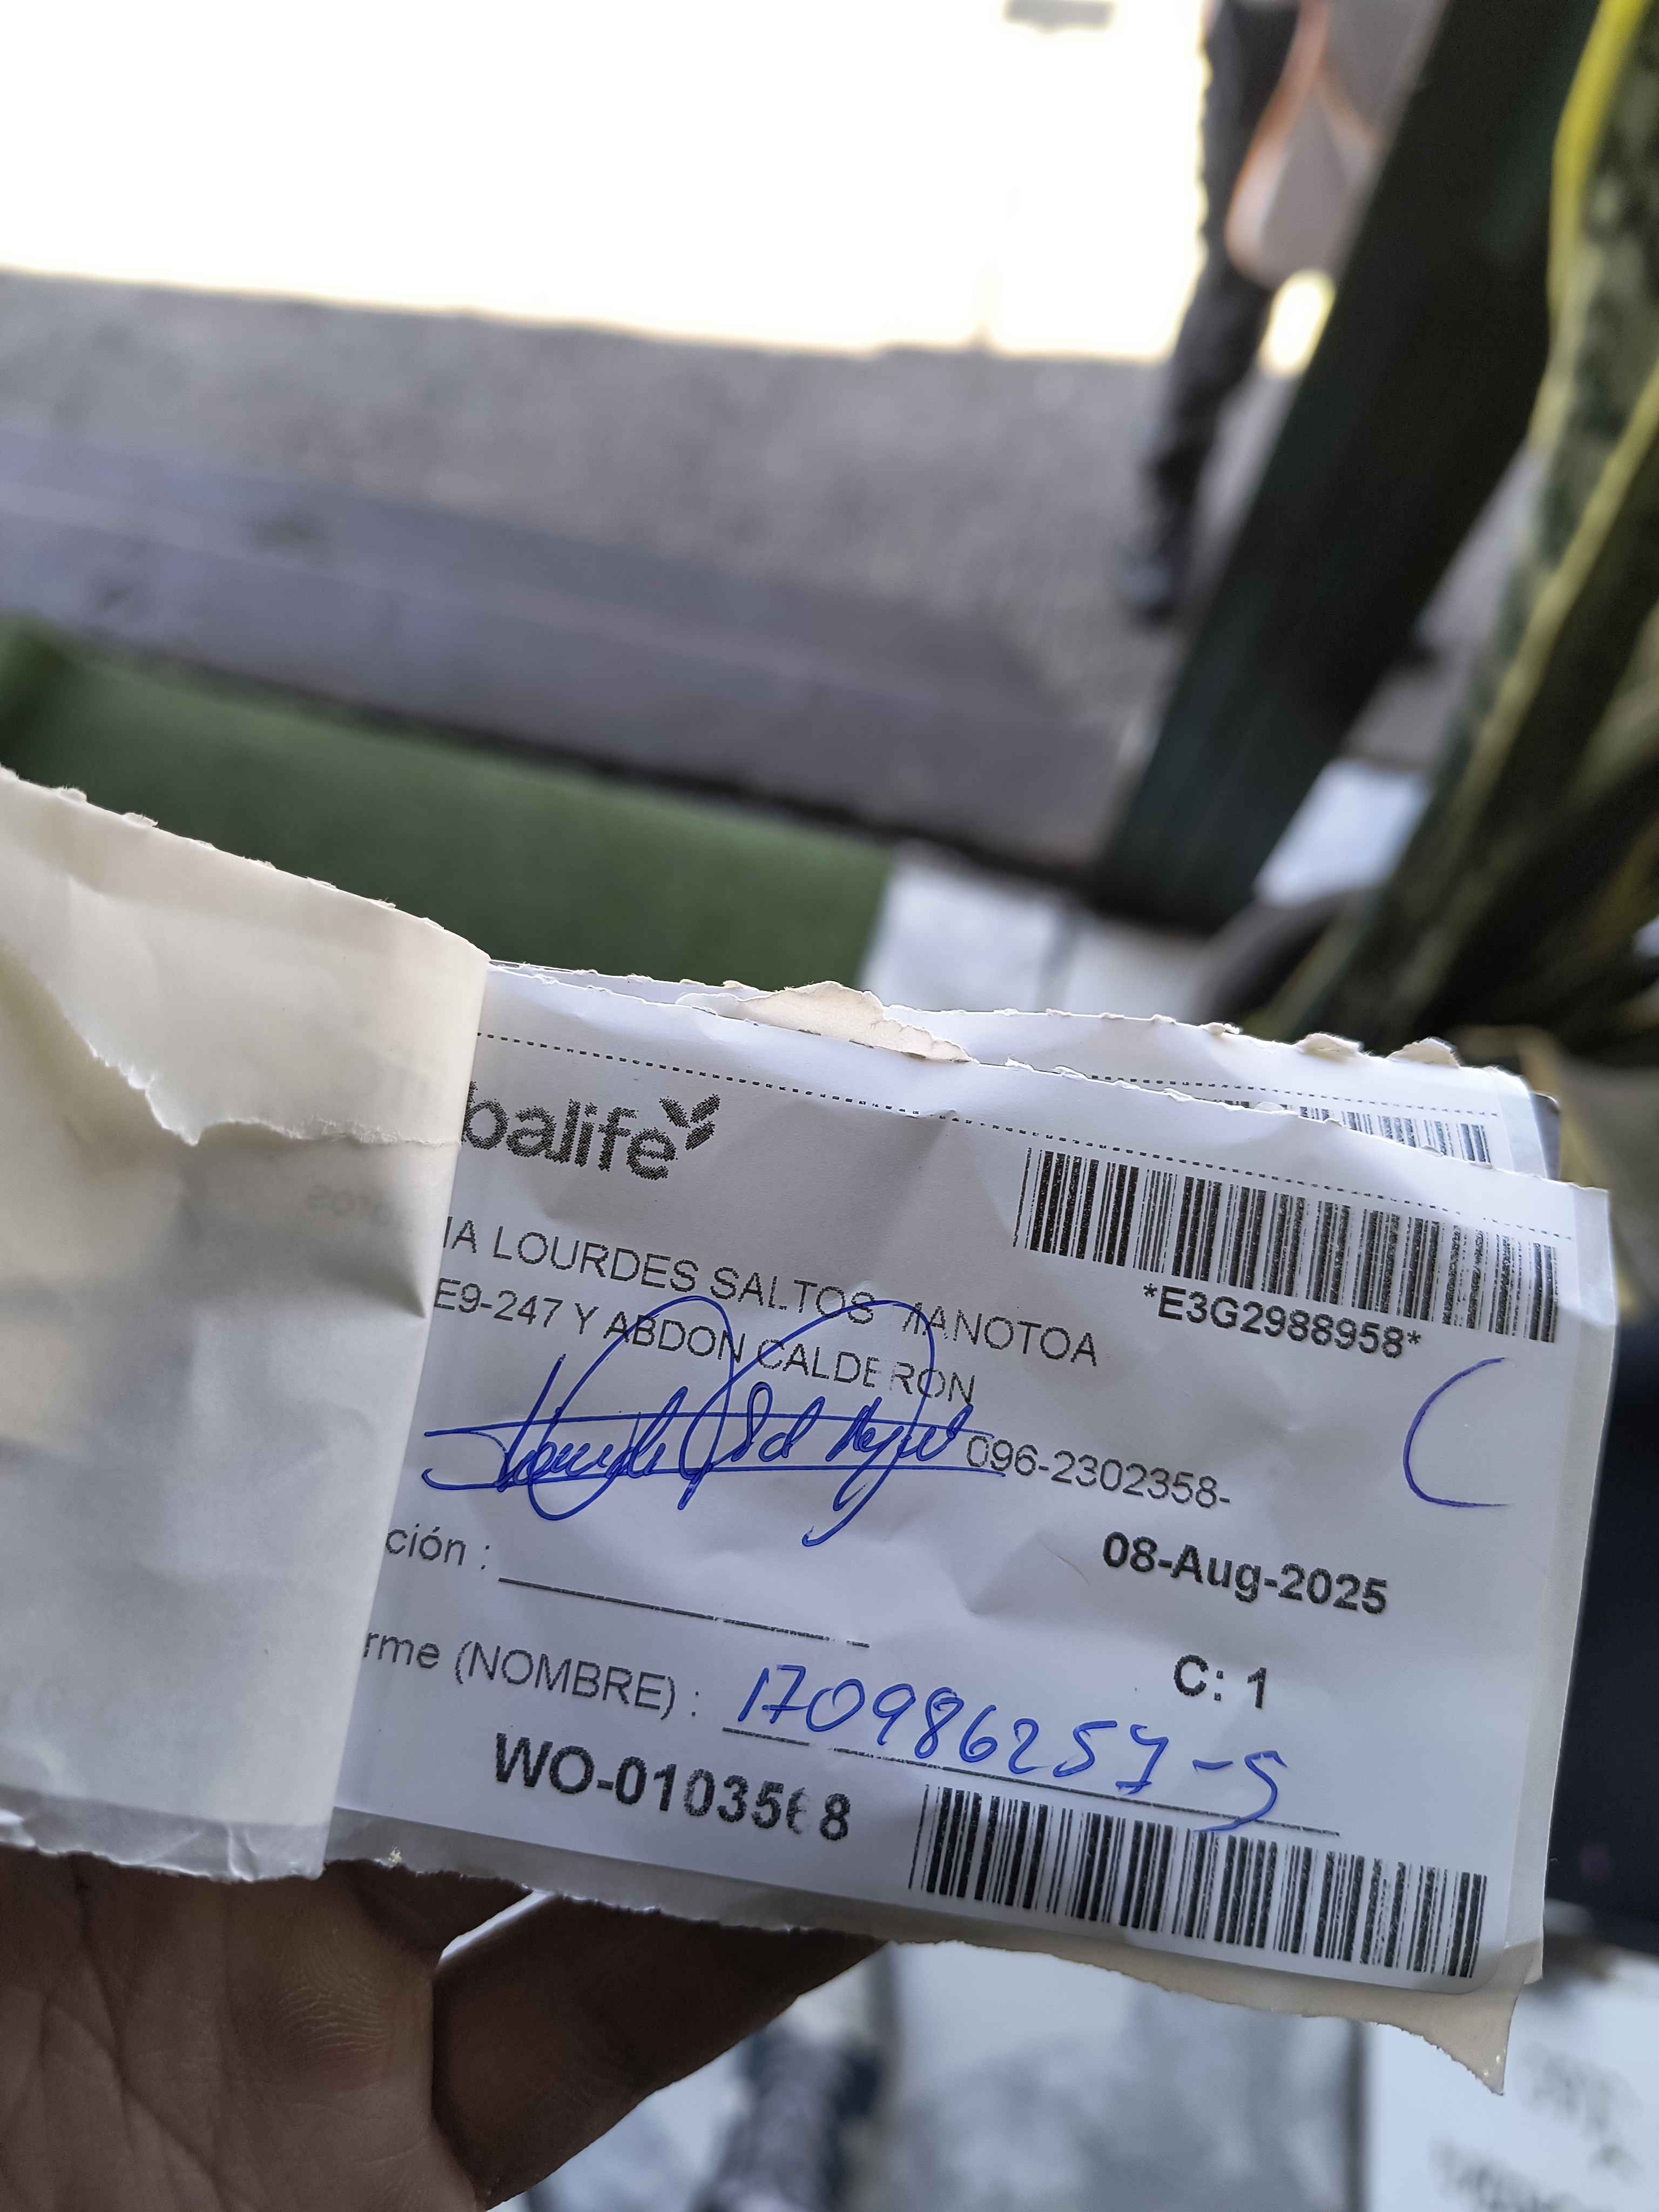 balife
*E3G2988958*
IA LOURDES SALTOS MANOTOA
E9-247 Y ABDON CALDERON
096-2302358-
08-Aug-2025
ción :
C: 1
rme (NOMBRE) : 170986257-5
WO-0103568